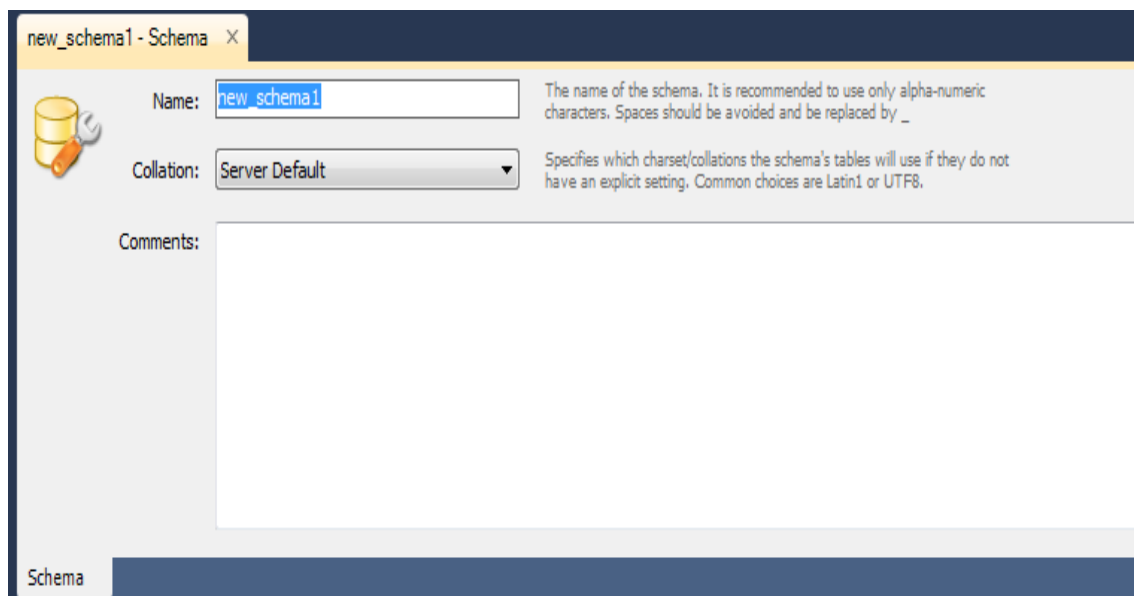 new_schema1 - Schema ×
Name:
new_schema1
The name of the schema. It is recommended to use only alpha-numeric
characters. Spaces should be avoided and be replaced by _
Collation:
Server Default
Specifies which charset/collations the schema's tables will use if they do not
have an explicit setting. Common choices are Latin1 or UTF8.
Comments:
Schema